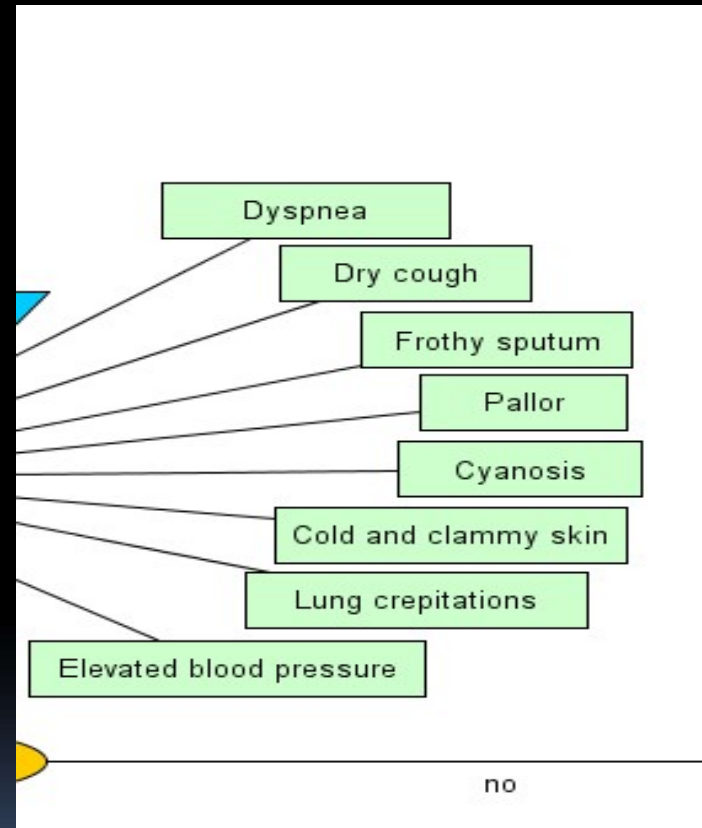 Dyspnea
Dry cough
Frothy sputum
Pallor
Cyanosis
Cold and clammy skin
Lung crepitations
Elevated blood pressure
no